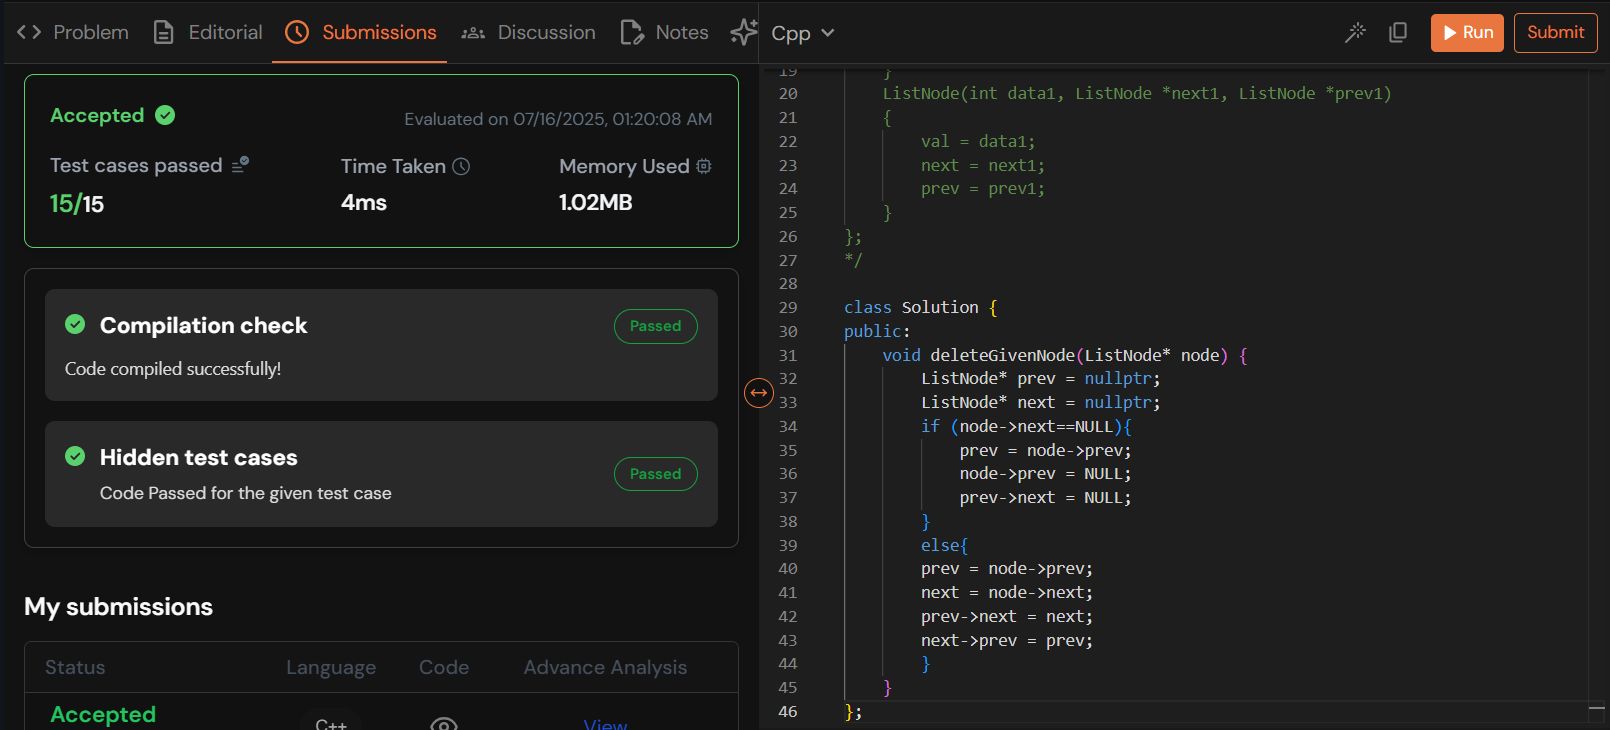 <> Problem Editorial Submissions Discussion Notes
Accepted
Evaluated on 07/16/2025, 01:20:08 AM
Test cases passed Time Taken Memory Used
15/15 4ms 1.02MB
Compilation check Passed
Code compiled successfully!
Hidden test cases Passed
Code Passed for the given test case
My submissions
Status Language Code Advance Analysis
Accepted C++ View
Cpp Run Submit
19 }
20 ListNode(int data1, ListNode *next1, ListNode *prev1)
21 {
22 val = data1;
23 next = next1;
24 prev = prev1;
25 }
26 };
27 */
28
29 class Solution {
30 public:
31 void deleteGivenNode(ListNode* node) {
32 ListNode* prev = nullptr;
33 ListNode* next = nullptr;
34 if (node->next==NULL){
35 prev = node->prev;
36 node->prev = NULL;
37 prev->next = NULL;
38 }
39 else{
40 prev = node->prev;
41 next = node->next;
42 prev->next = next;
43 next->prev = prev;
44 }
45 }
46 };